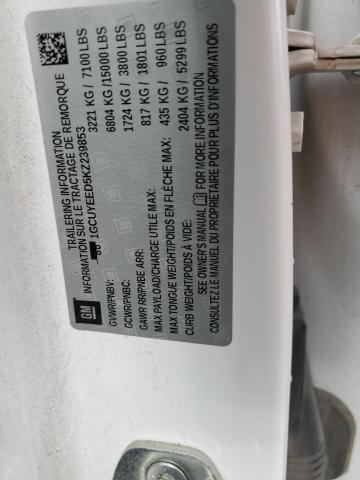 TRAILERING INFORMATION
INFORMATION SUR LE TRACTAGE DE REMORQUE
1GCUYEED5KZ239853
GM
GVWR/PNBV: 3221 KG / 7100 LBS
GCWR/PNBC: 6804 KG /15000 LBS
GAWR RR/PNBE ARR: 1724 KG / 3800 LBS
MAX PAYLOAD/CHARGE UTILE MAX: 817 KG / 1801 LBS
MAX TONGUE WEIGHT/POIDS EN FLÈCHE MAX: 435 KG / 960 LBS
CURB WEIGHT/POIDS À VIDE: 2404 KG / 5299 LBS
SEE OWNER'S MANUAL FOR MORE INFORMATION
CONSULTEZ LE MANUEL DU PROPRIETAIRE POUR PLUS D'INFORMATIONS